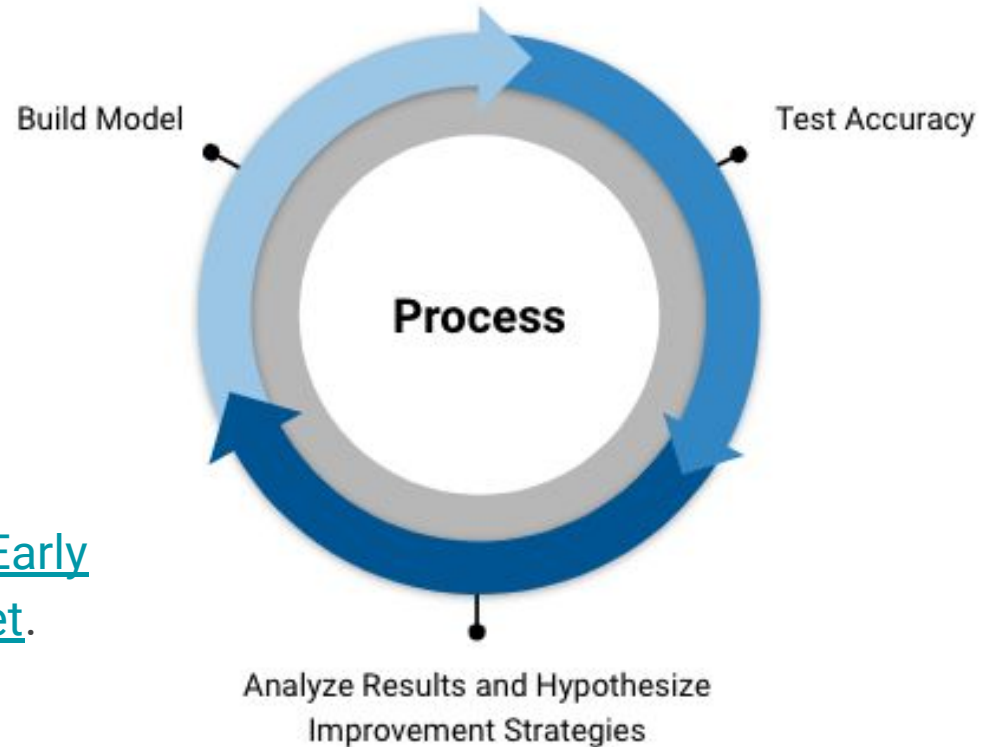 Build Model
Test Accuracy
Process
Early
et.
Analyze Results and Hypothesize
Improvement Strategies